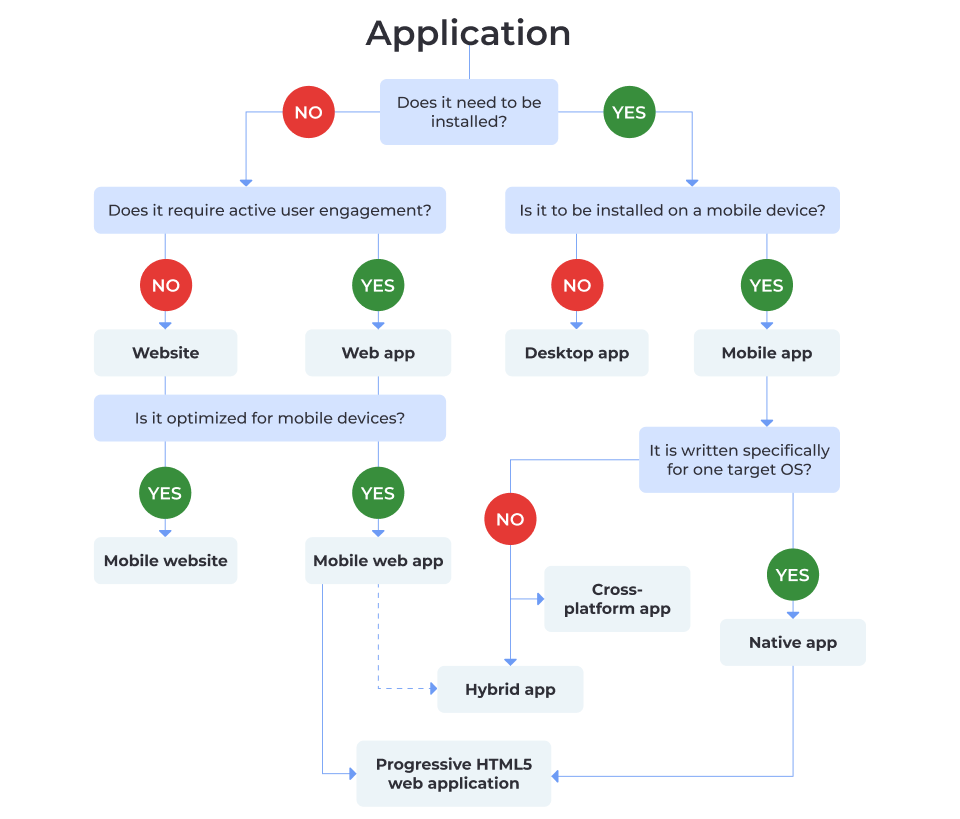 Application
NO
Does it need to be
installed?
YES
Does it require active user engagement?
Is it to be installed on a mobile device?
NO
YES
NO
YES
Website
Web app
Desktop app
Mobile app
Is it optimized for mobile devices?
It is written specifically
for one target OS?
YES
YES
NO
Mobile website
Mobile web app
YES
Cross-
platform app
Native app
Hybrid app
Progressive HTML5
web application